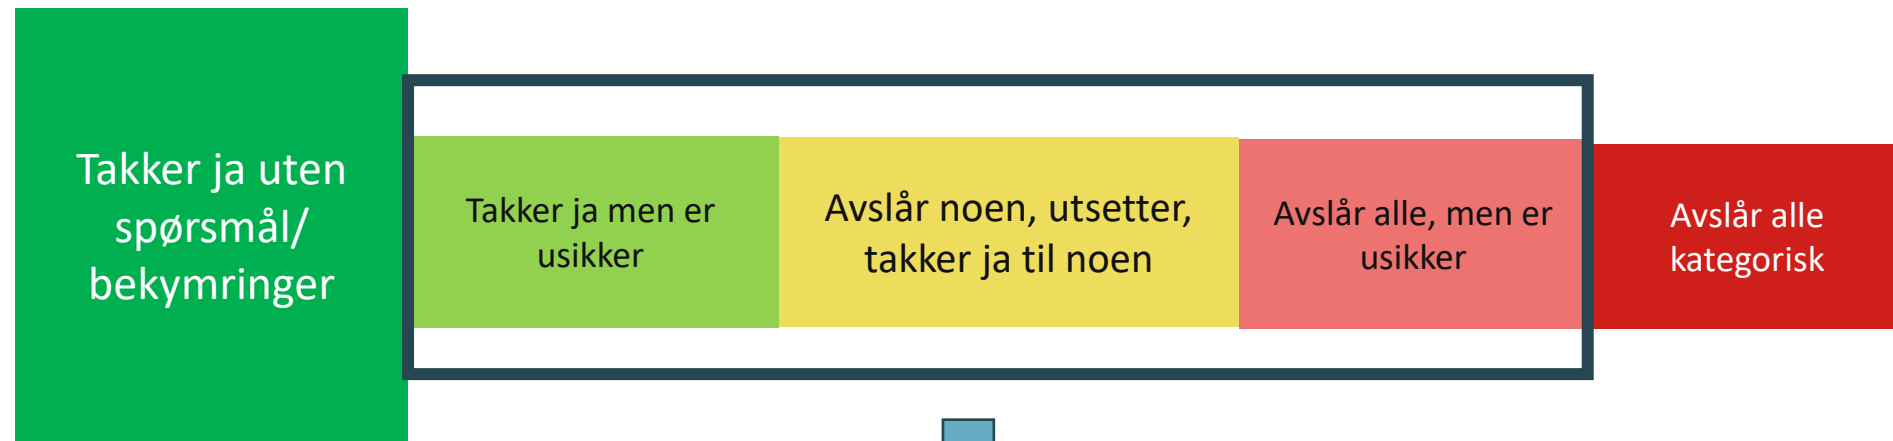 Takker ja uten
spørsmål/
bekymringer
Takker ja men er
usikker
Avslår noen, utsetter,
takker ja til noen
Avslår alle, men er
usikker
Avslår alle
kategorisk